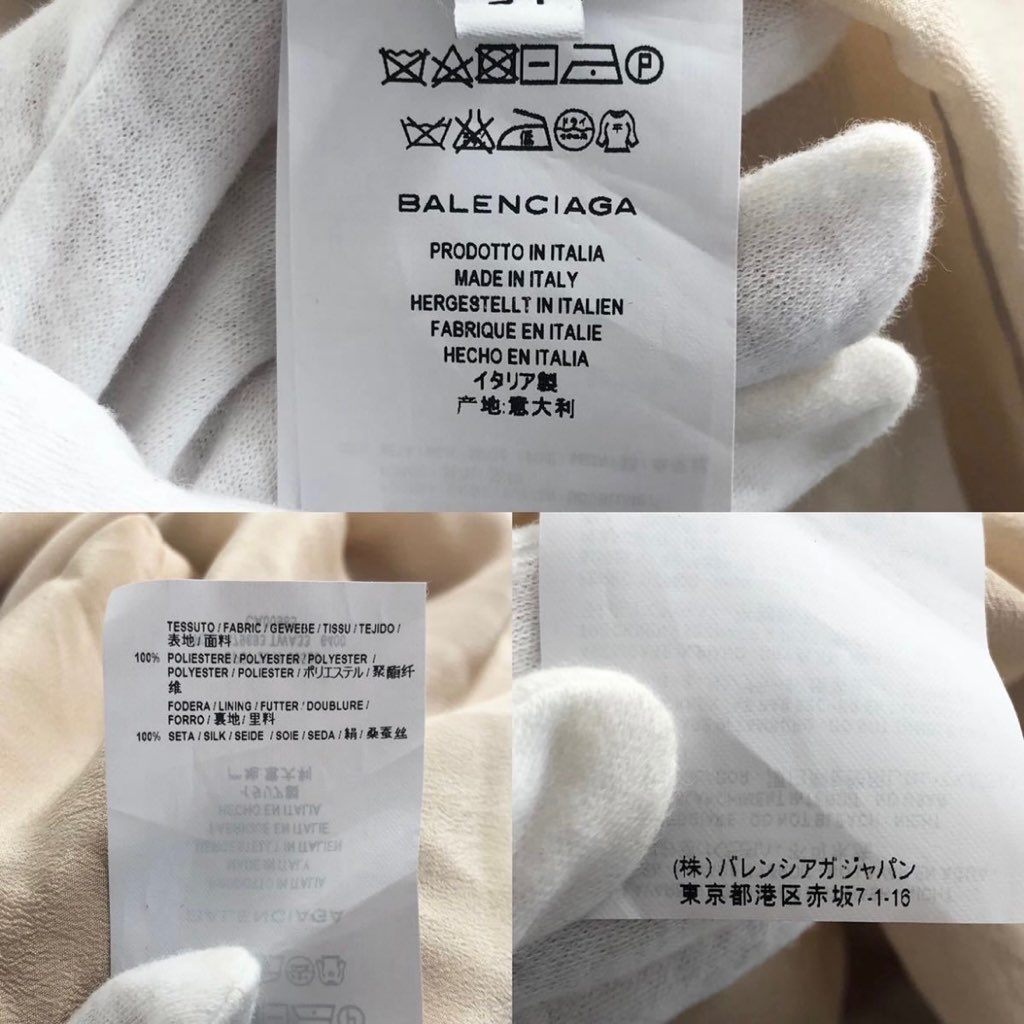 BALENCIAGA
PRODOTTO IN ITALIA
MADE IN ITALY
HERGESTELLT IN ITALIEN
FABRIQUE EN ITALIE
HECHO EN ITALIA
イタリア製
产地:意大利
TESSUTO / FABRIC / GEWEBE / TISSU / TEJIDO /
表地/面料
100% POLIESTERE / POLYESTER / POLYESTER /
POLYESTER / POLIESTER / ポリエステル / 聚酯纤
维
FODERA / LINING / FUTTER / DOUBLURE /
FORRO / 裏地/里料
100% SETA / SILK / SEIDE / SOIE / SEDA / 絹/桑蚕丝
(株)バレンシアガジャパン
東京都港区赤坂7-1-16